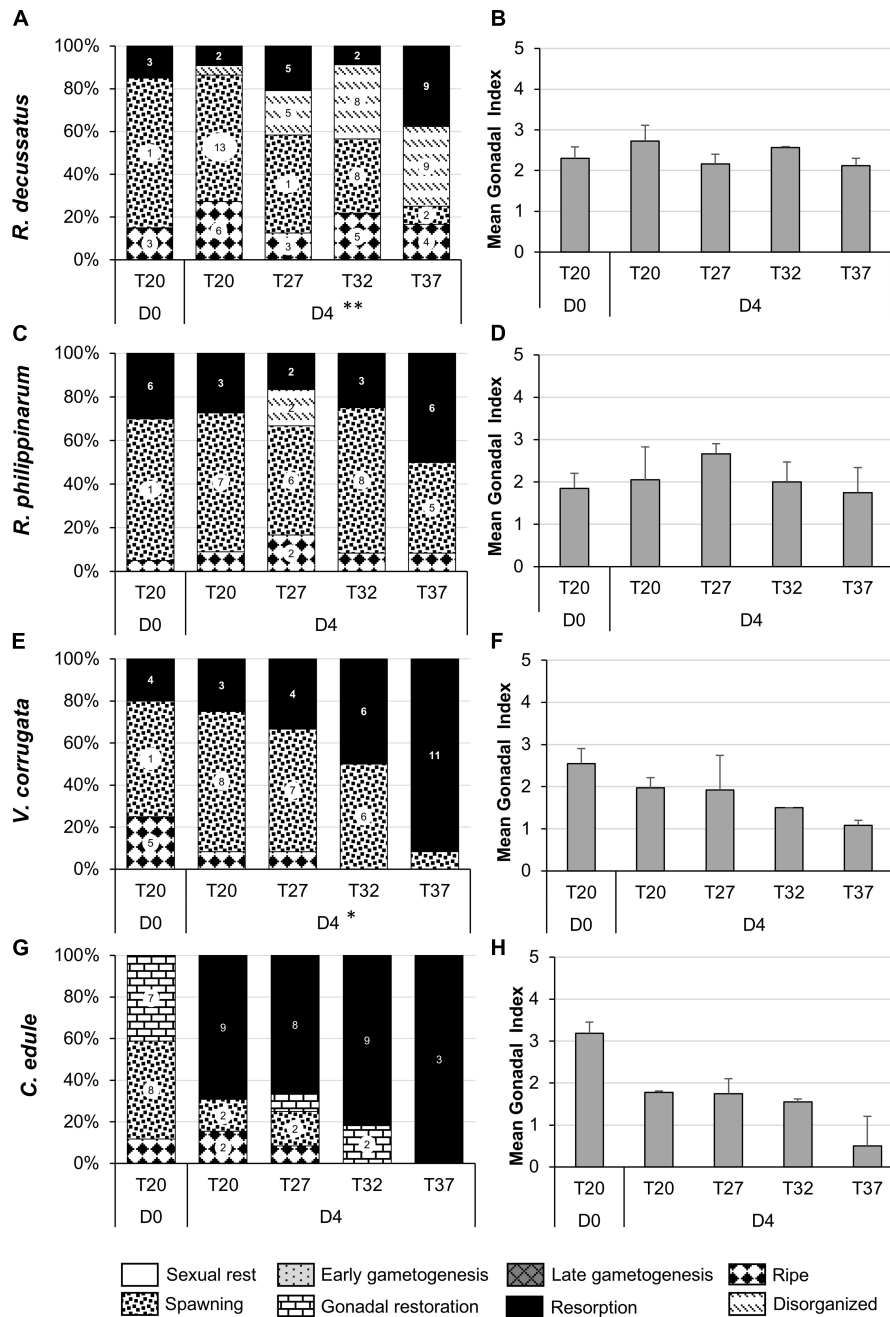 A
R. decussatus
100%
80%
60%
40%
20%
0%
3
1
3
2
13
6
5
5
1
3
2
8
8
5
9
9
2
4
T20 T20 T27 T32 T37
D0 D4 **
B
Mean Gonadal Index
5
4
3
2
1
0
T20 T20 T27 T32 T37
D0 D4
C
R. philippinarum
100%
80%
60%
40%
20%
0%
6
1
3
7
2
2
6
2
3
8
6
5
T20 T20 T27 T32 T37
D0 D4
D
Mean Gonadal Index
5
4
3
2
1
0
T20 T20 T27 T32 T37
D0 D4
E
V. corrugata
100%
80%
60%
40%
20%
0%
4
1
5
3
8
4
7
6
6
11
T20 T20 T27 T32 T37
D0 D4 *
F
Mean Gonadal Index
5
4
3
2
1
0
T20 T20 T27 T32 T37
D0 D4
G
C. edule
100%
80%
60%
40%
20%
0%
7
8
9
2
2
8
2
9
2
3
T20 T20 T27 T32 T37
D0 D4
H
Mean Gonadal Index
5
4
3
2
1
0
T20 T20 T27 T32 T37
D0 D4
Sexual rest Early gametogenesis Late gametogenesis Ripe
Spawning Gonadal restoration Resorption Disorganized